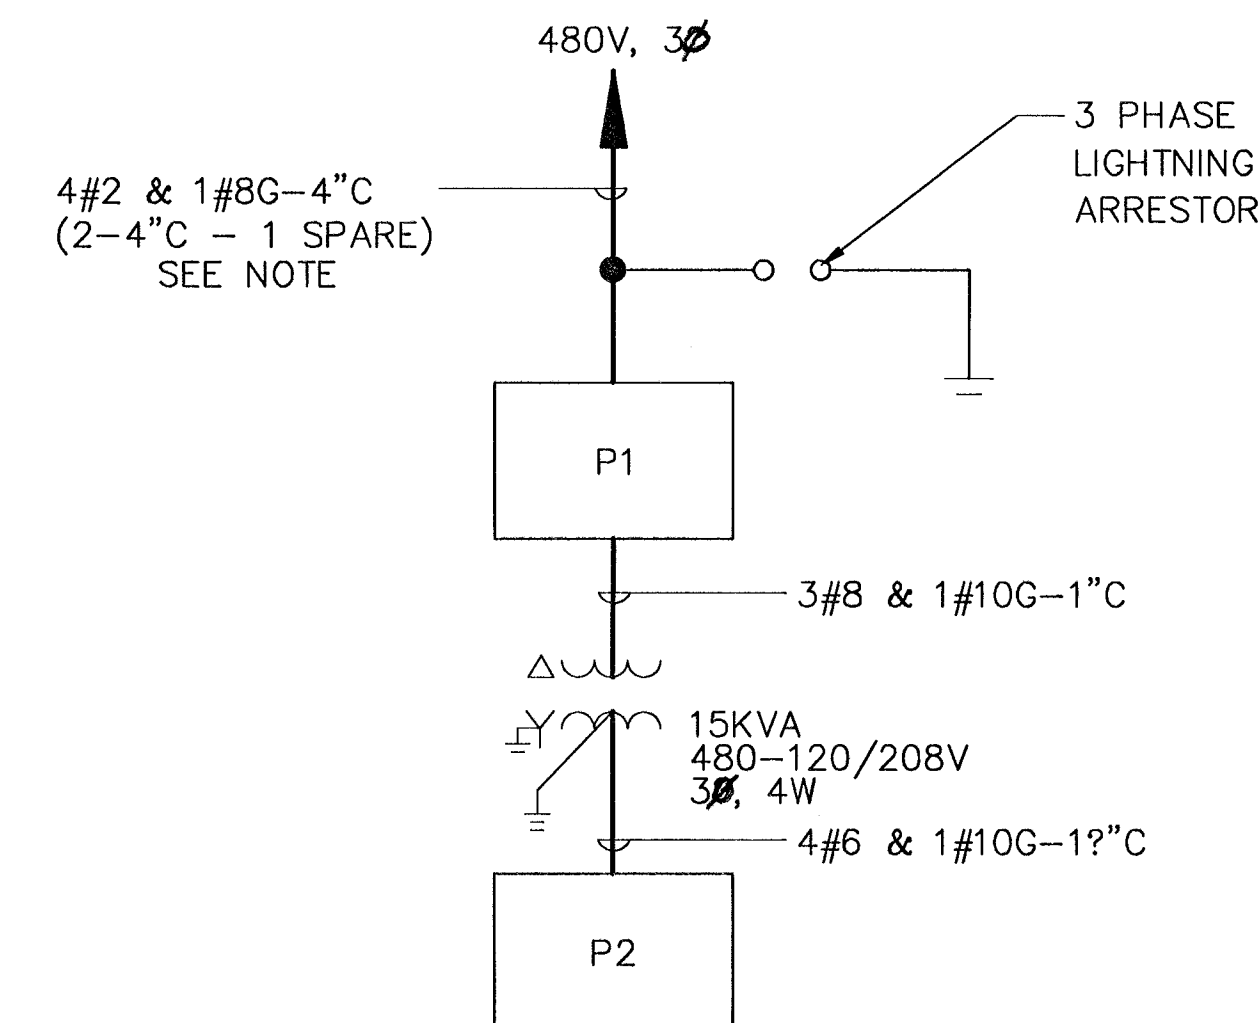 480V, 3Ø
3 PHASE
LIGHTNING
ARRESTOR
4#2 & 1#8G-4"C
(2-4"C - 1 SPARE)
SEE NOTE
P1
3#8 & 1#10G-1"C
15KVA
480-120/208V
3Ø, 4W
4#6 & 1#10G-1?"C
P2